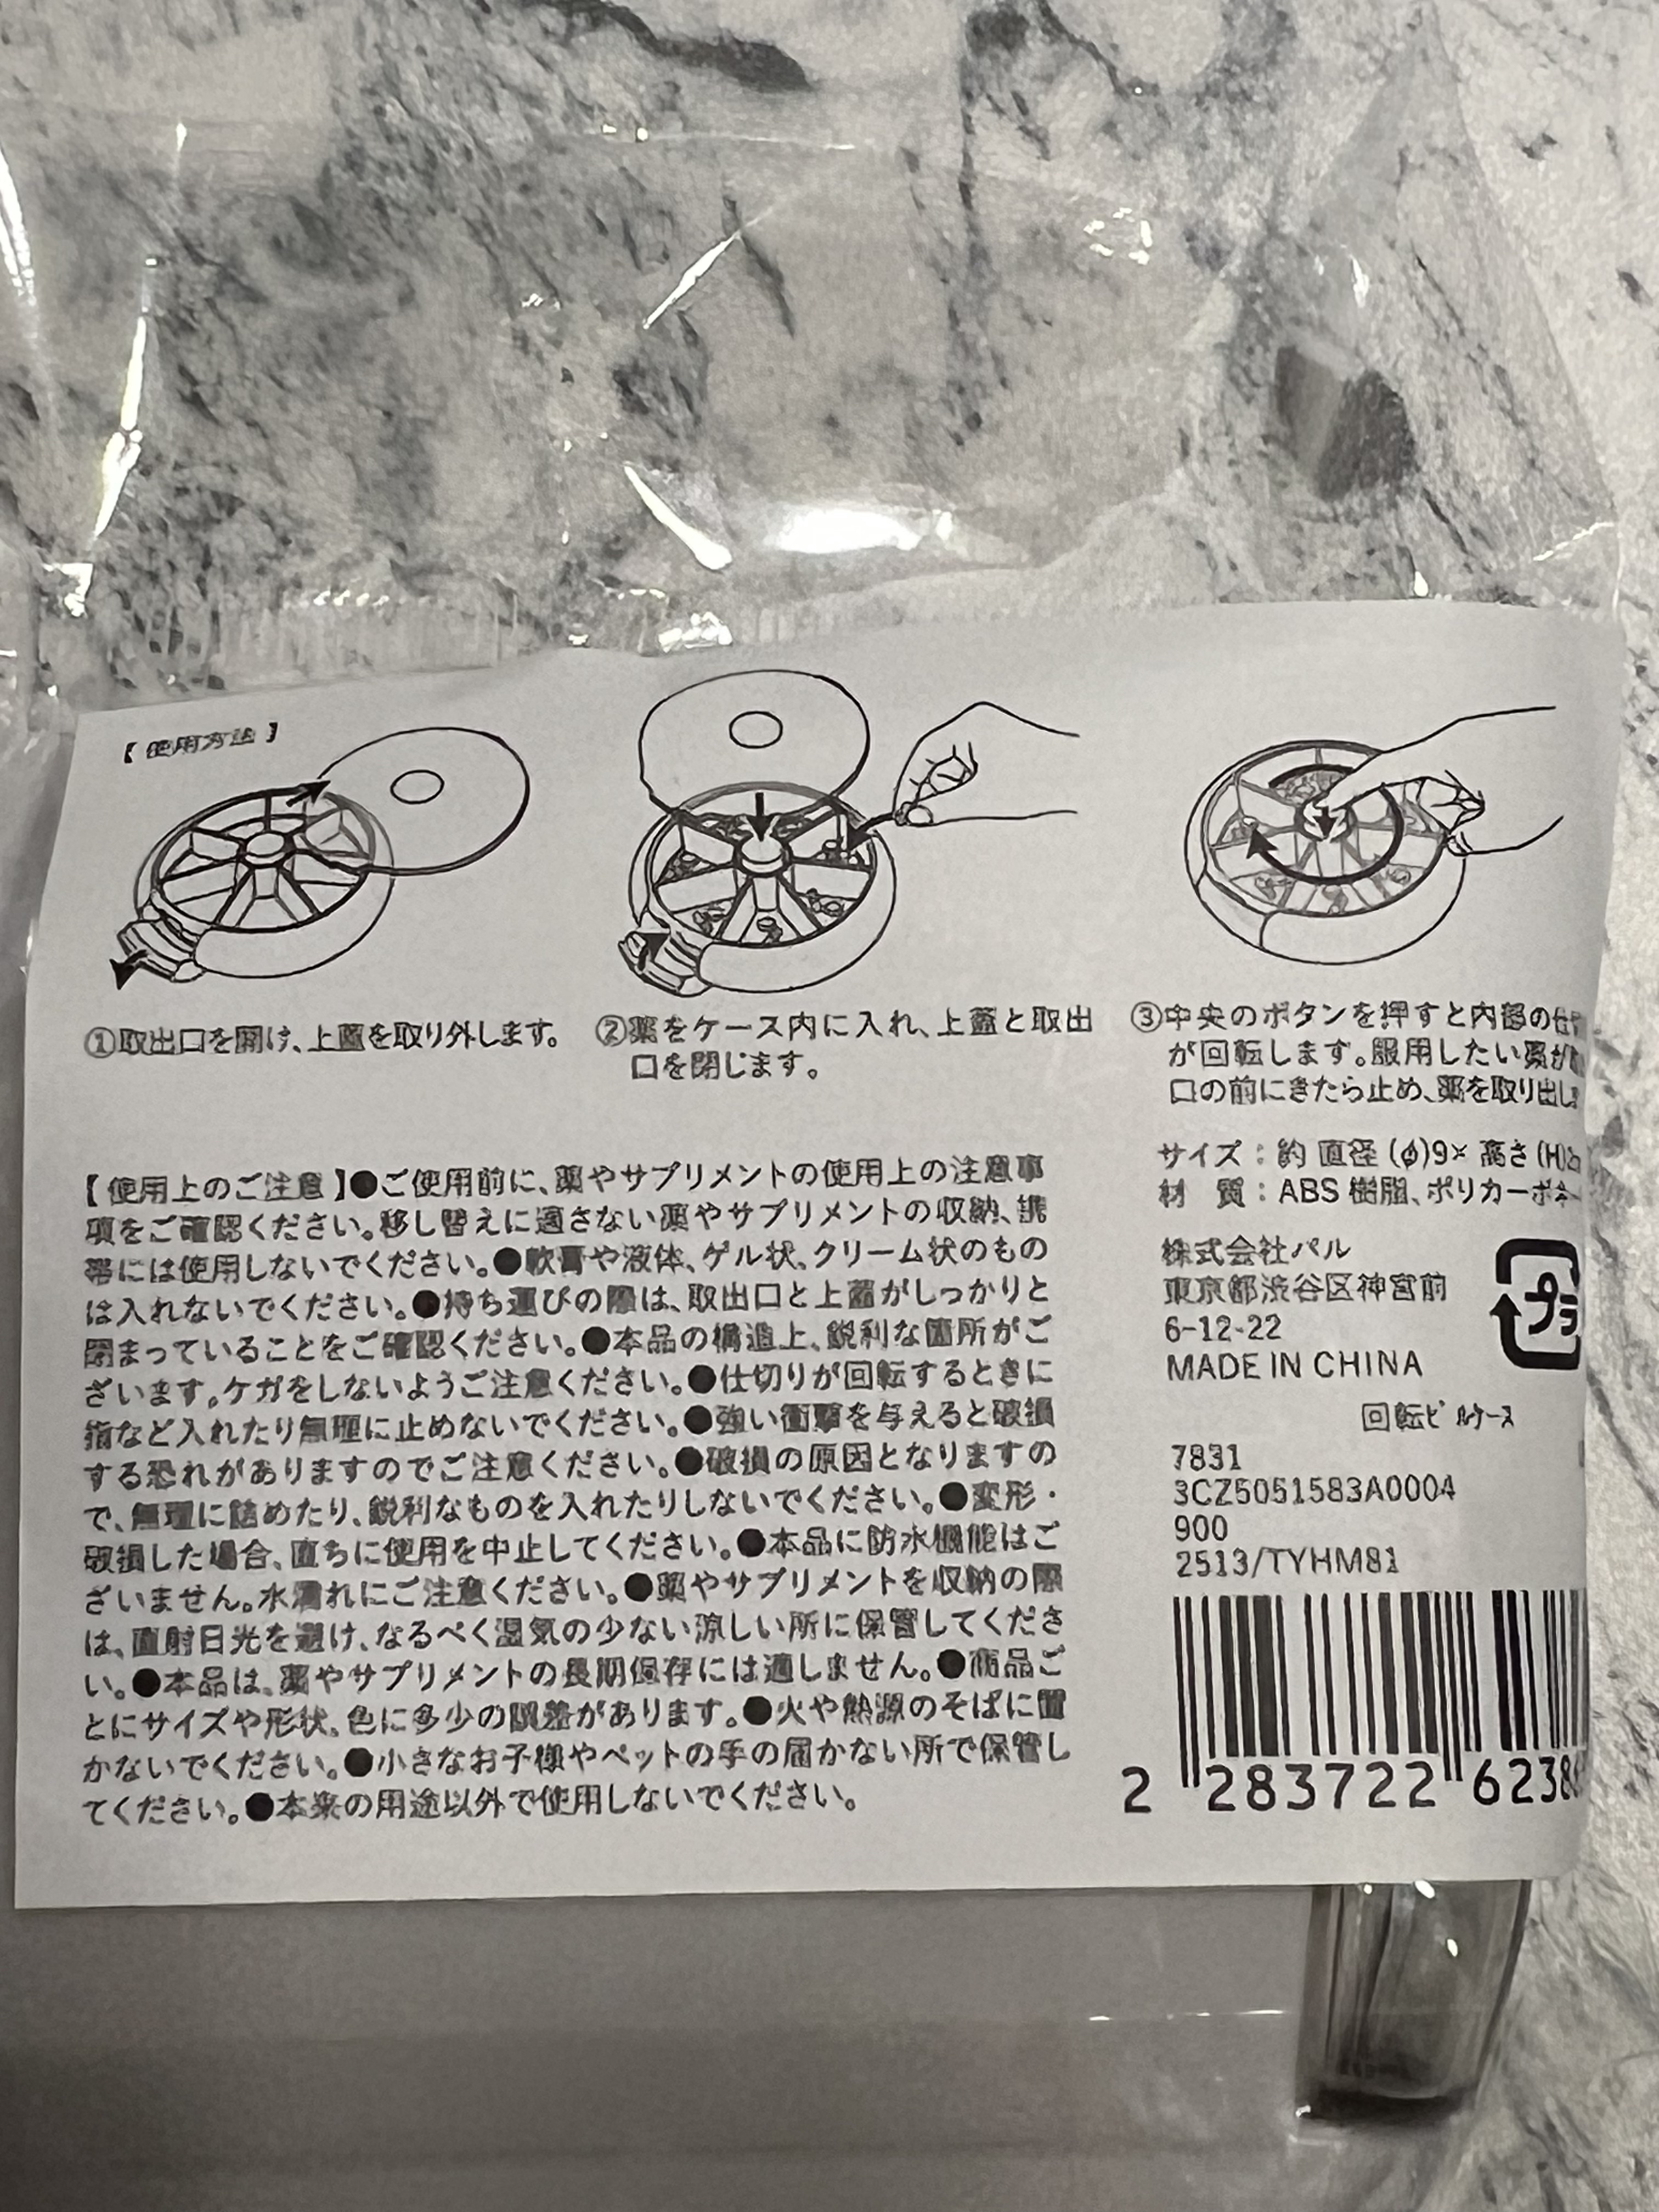 【使用方法】
①取出口を開け、上蓋を取り外します。
②薬をケース内に入れ、上蓋と取出
口を閉じます。
③中央のボタンを押すと内部の仕
が回転します。服用したい薬が
口の前にきたら止め、薬を取り出し
【使用上のご注意】●ご使用前に、薬やサプリメントの使用上の注意事
項をご確認ください。移し替えに適さない薬やサプリメントの収納、携
帯には使用しないでください。●軟膏や液体、ゲル状、クリーム状のもの
は入れないでください。●持ち運びの際は、取出口と上蓋がしっかりと
閉まっていることをご確認ください。●本品の構造上、鋭利な箇所がご
ざいます。ケガをしないようご注意ください。●仕切りが回転するときに
指など入れたり無理に止めないでください。●強い衝撃を与えると破損
する恐れがありますのでご注意ください。●破損の原因となりますの
で、無理に詰めたり、鋭利なものを入れたりしないでください。●変形・
破損した場合、直ちに使用を中止してください。●本品に防水機能はご
ざいません。水濡れにご注意ください。●薬やサプリメントを収納の際
は、直射日光を避け、なるべく湿気の少ない涼しい所に保管してくださ
い。●本品は、薬やサプリメントの長期保存には適しません。●商品ご
とにサイズや形状、色に多少の誤差があります。●火や熱源のそばに置
かないでください。●小さなお子様やペットの手の届かない所で保管し
てください。●本来の用途以外で使用しないでください。
サイズ：約 直径(φ)9× 高さ(H)
材 質：ABS 樹脂、ポリカーボネー
株式会社パル
東京都渋谷区神宮前
6-12-22
MADE IN CHINA
プラ
回転ピルケース
7831
3CZ5051583A0004
900
2513/TYHM81
2 283722 6238